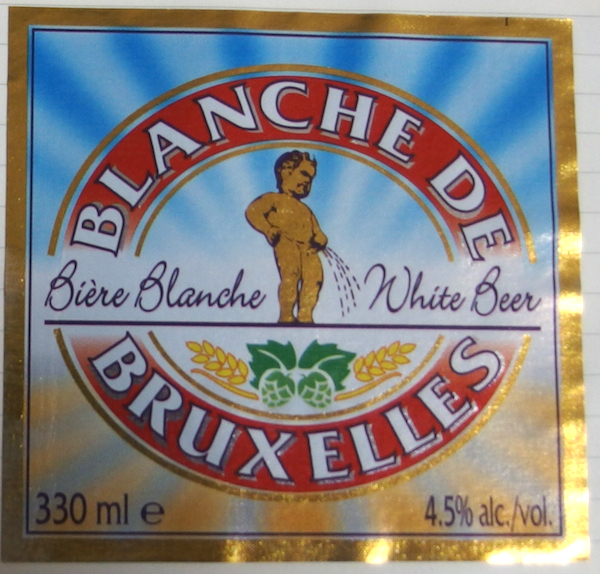 BLANCHE DE
Bière Blanche White Beer
BRUXELLES
330 ml e 4.5% alc./vol.